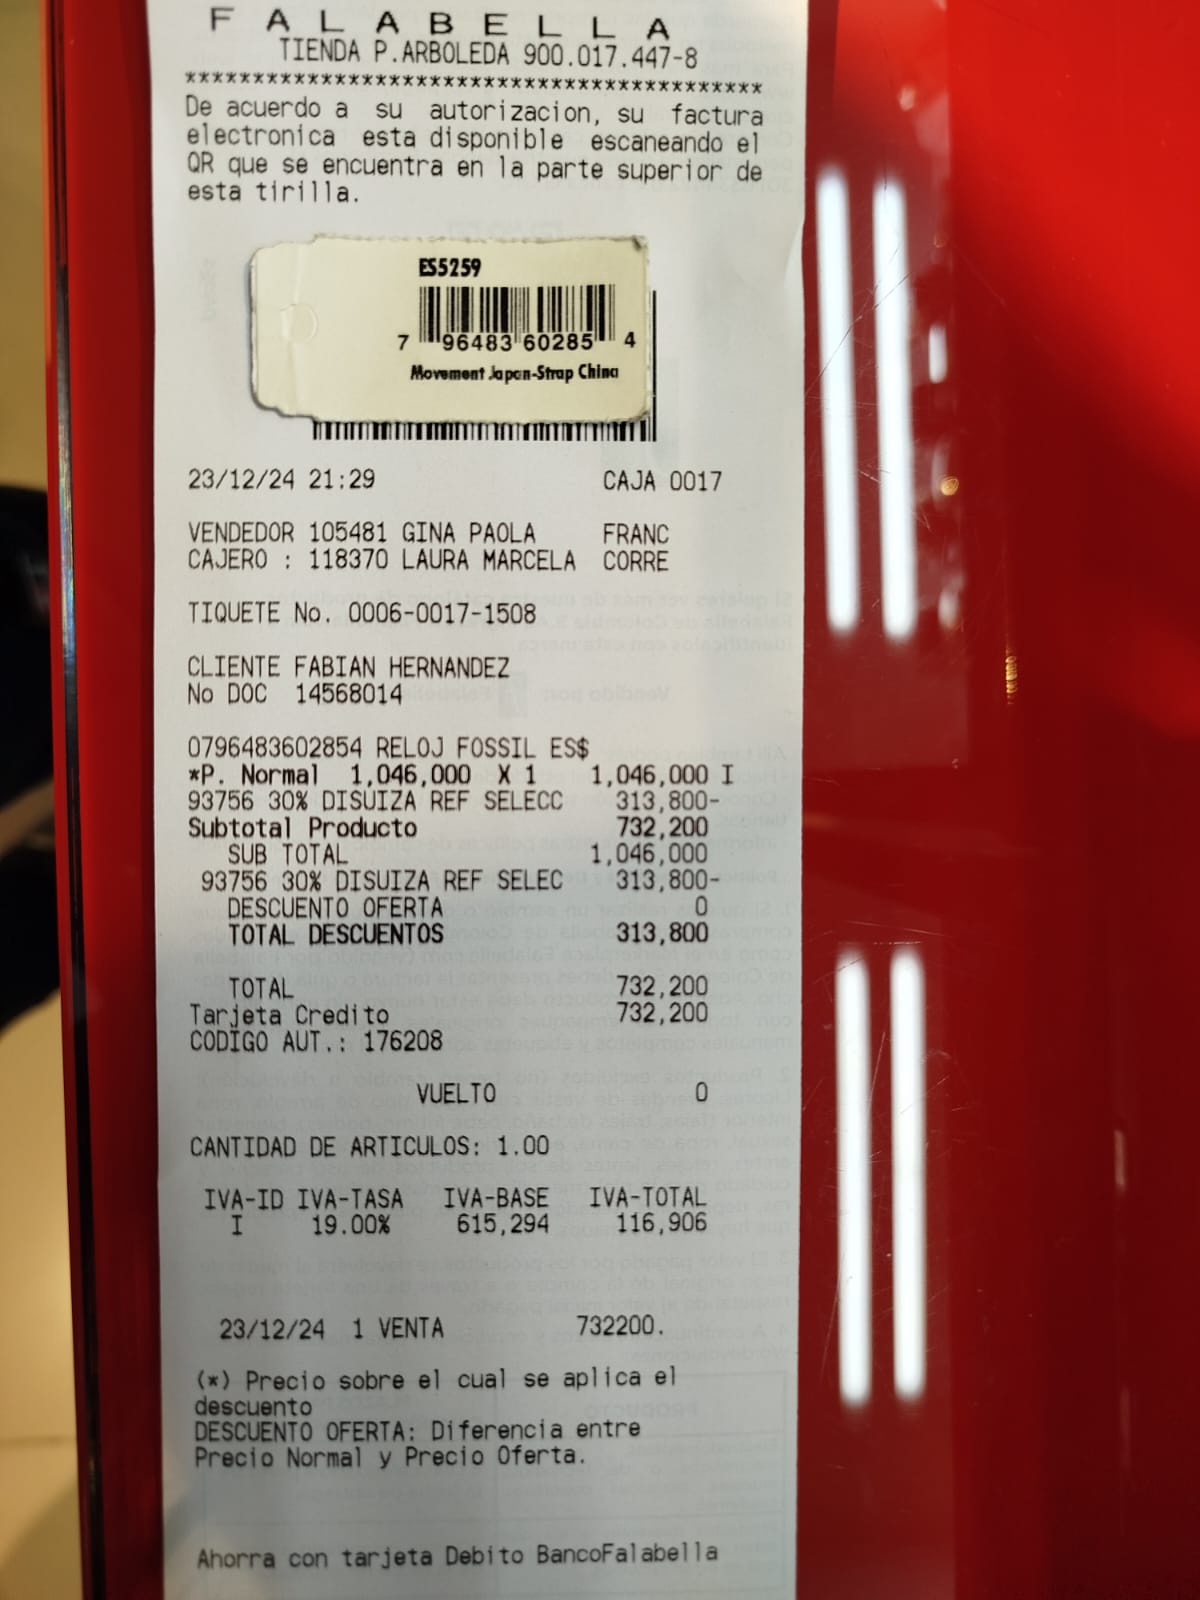 FALABELLA
TIENDA P.ARBOLEDA 900.017.447-8
*******************************************
De acuerdo a su autorizacion, su factura
electronica esta disponible escaneando el
QR que se encuentra en la parte superior de
esta tirilla.
ES5259
7 96483 60285 4
Movement Japan-Strap China
23/12/24 21:29 CAJA 0017
VENDEDOR 105481 GINA PAOLA FRANC
CAJERO : 118370 LAURA MARCELA CORRE
TIQUETE No. 0006-0017-1508
CLIENTE FABIAN HERNANDEZ
No DOC 14568014
0796483602854 RELOJ FOSSIL ES$
*P. Normal 1,046,000 X 1 1,046,000 I
93756 30% DISUIZA REF SELECC 313,800-
Subtotal Producto 732,200
SUB TOTAL 1,046,000
93756 30% DISUIZA REF SELEC 313,800-
DESCUENTO OFERTA 0
TOTAL DESCUENTOS 313,800
TOTAL 732,200
Tarjeta Credito 732,200
CODIGO AUT.: 176208
VUELTO 0
CANTIDAD DE ARTICULOS: 1.00
IVA-ID IVA-TASA IVA-BASE IVA-TOTAL
I 19.00% 615,294 116,906
23/12/24 1 VENTA 732200.
(*) Precio sobre el cual se aplica el
descuento
DESCUENTO OFERTA: Diferencia entre
Precio Normal y Precio Oferta.
Ahorra con tarjeta Debito BancoFalabella